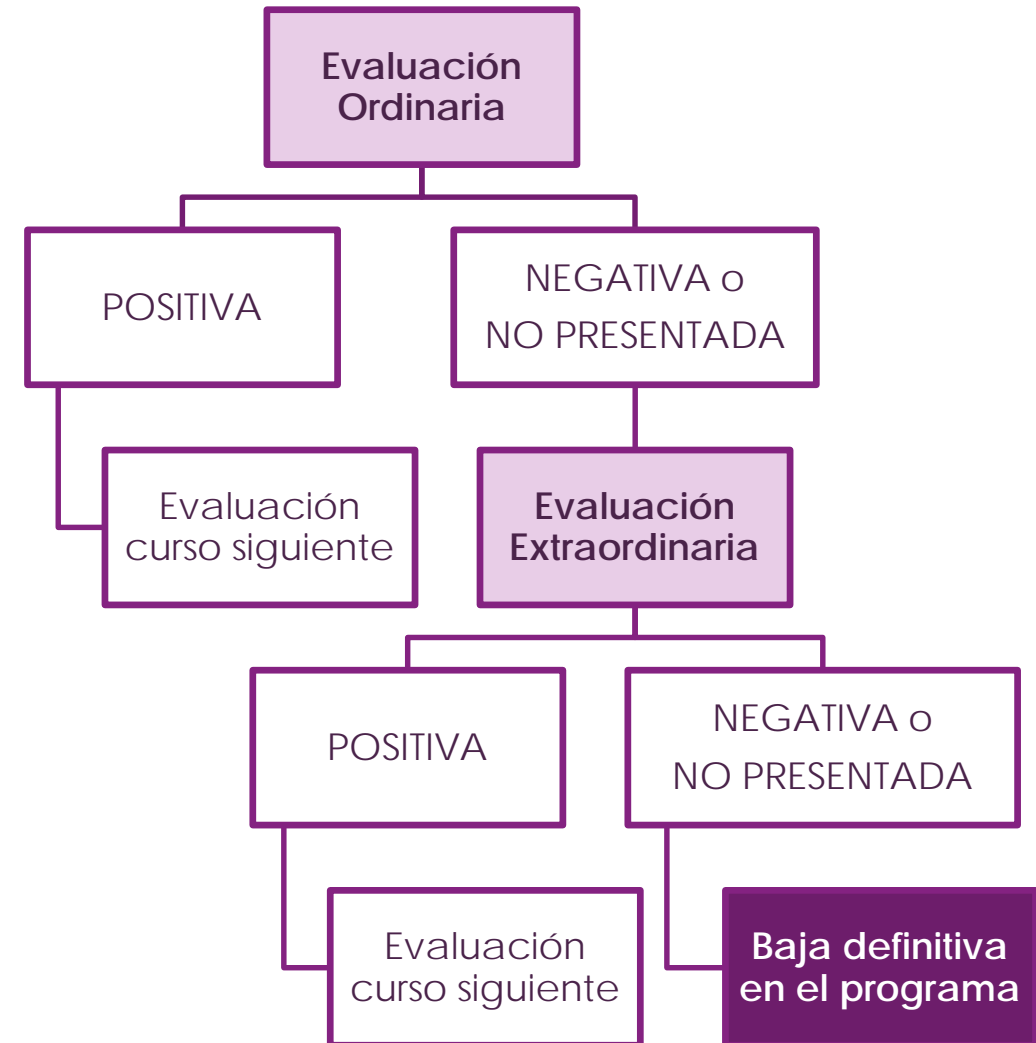 Evaluación
Ordinaria
POSITIVA
NEGATIVA o
NO PRESENTADA
Evaluación
curso siguiente
Evaluación
Extraordinaria
POSITIVA
NEGATIVA o
NO PRESENTADA
Evaluación
curso siguiente
Baja definitiva
en el programa